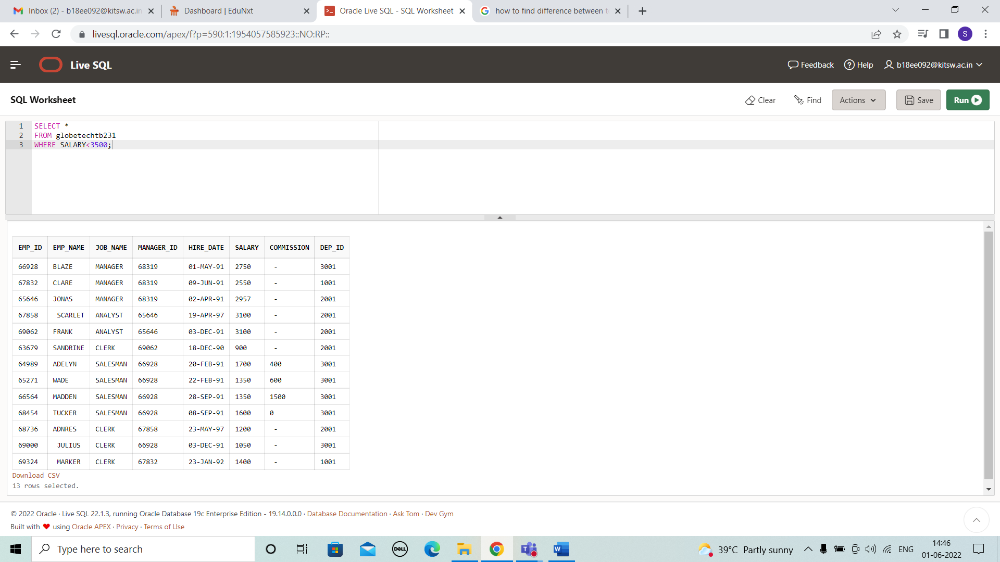 Inbox (2) - b18ee092@kitsw.ac.in
Dashboard | EduNxt
Oracle Live SQL - SQL Worksheet
how to find difference between t
livesql.oracle.com/apex/f?p=590:1:1954057585923::NO:RP::
S
Live SQL
Feedback
Help
b18ee092@kitsw.ac.in
SQL Worksheet
Clear
Find
Actions
Save
Run
1 SELECT *
2 FROM globetechtb231
3 WHERE SALARY<3500;
EMP_ID EMP_NAME JOB_NAME MANAGER_ID HIRE_DATE SALARY COMMISSION DEP_ID
66928 BLAZE MANAGER 68319 01-MAY-91 2750 - 3001
67832 CLARE MANAGER 68319 09-JUN-91 2550 - 1001
65646 JONAS MANAGER 68319 02-APR-91 2957 - 2001
67858 SCARLET ANALYST 65646 19-APR-97 3100 - 2001
69062 FRANK ANALYST 65646 03-DEC-91 3100 - 2001
63679 SANDRINE CLERK 69062 18-DEC-90 900 - 2001
64989 ADELYN SALESMAN 66928 20-FEB-91 1700 400 3001
65271 WADE SALESMAN 66928 22-FEB-91 1350 600 3001
66564 MADDEN SALESMAN 66928 28-SEP-91 1350 1500 3001
68454 TUCKER SALESMAN 66928 08-SEP-91 1600 0 3001
68736 ADNRES CLERK 67858 23-MAY-97 1200 - 2001
69000 JULIUS CLERK 66928 03-DEC-91 1050 - 3001
69324 MARKER CLERK 67832 23-JAN-92 1400 - 1001
Download CSV
13 rows selected.
© 2022 Oracle · Live SQL 22.1.3, running Oracle Database 19c Enterprise Edition - 19.14.0.0.0 · Database Documentation · Ask Tom · Dev Gym
Built with ♥ using Oracle APEX · Privacy · Terms of Use
Type here to search
DELL
T
W
39°C Partly sunny
ENG
14:46
01-06-2022